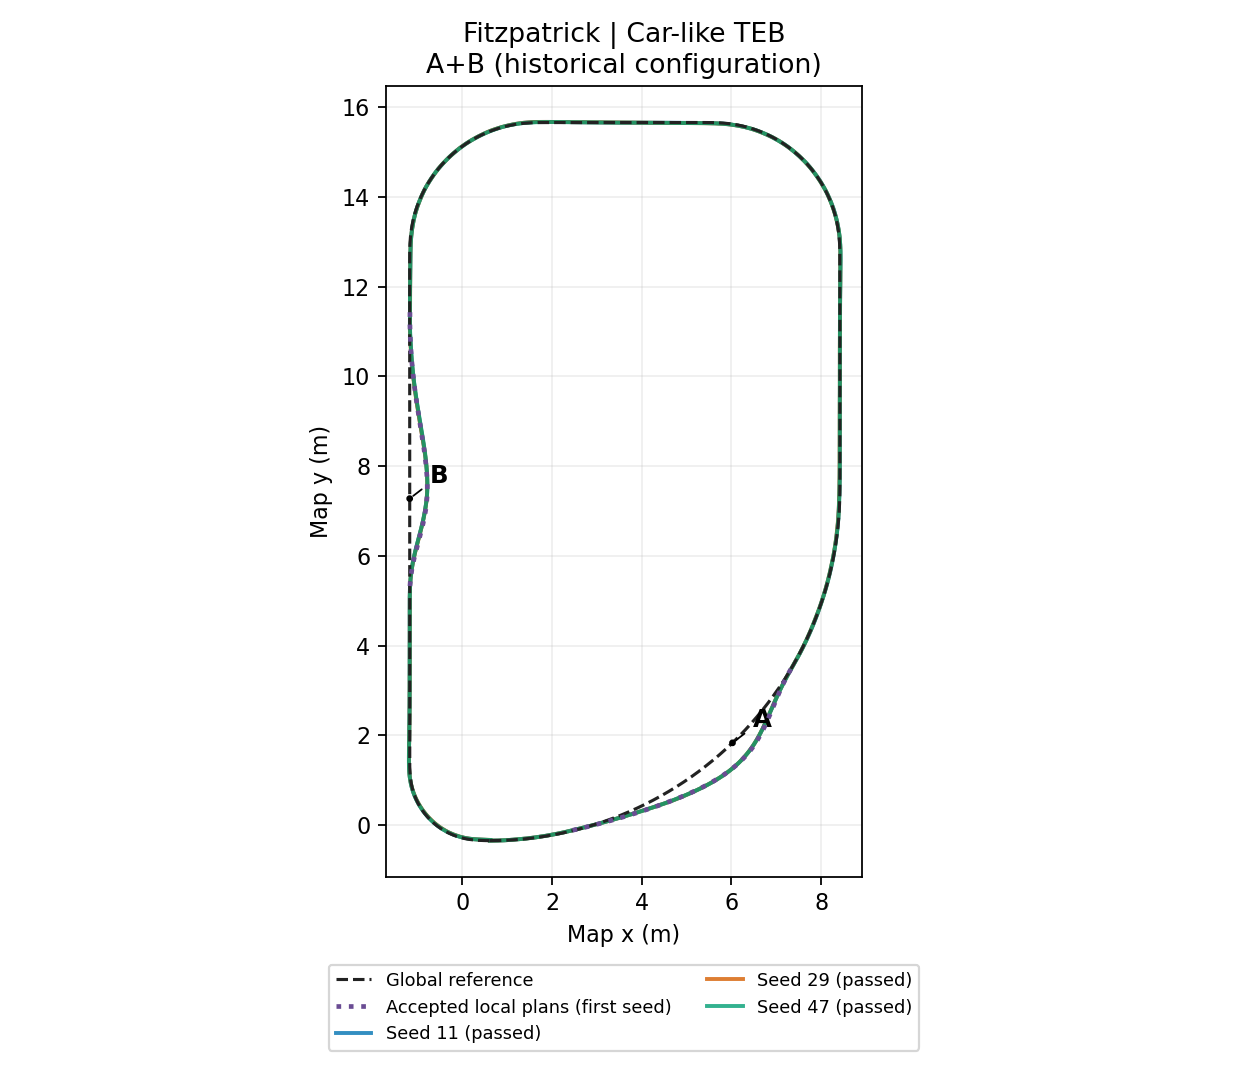 Fitzpatrick | Car-like TEB
A+B (historical configuration)
16
14
12
10
8
6
4
2
0
Map y (m)
B
A
0 2 4 6 8
Map x (m)
Global reference
Accepted local plans (first seed)
Seed 11 (passed)
Seed 29 (passed)
Seed 47 (passed)